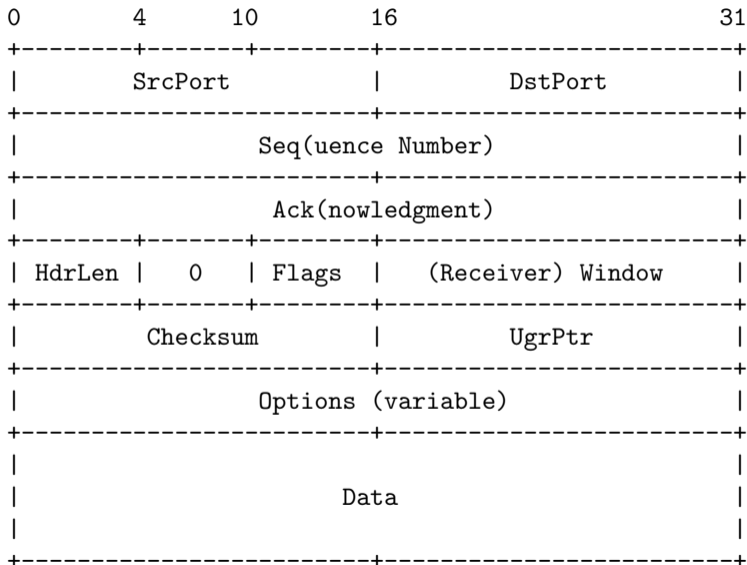 0 4 10 16 31
+-------+-------+-------+-----------------------+
| SrcPort | DstPort |
+-----------------------+-----------------------+
| Seq(uence Number) |
+-----------------------+-----------------------+
| Ack(nowledgment) |
+-------+-------+-------+-----------------------+
| HdrLen | 0 | Flags | (Receiver) Window |
+-------+-------+-------+-----------------------+
| Checksum | UgrPtr |
+-----------------------+-----------------------+
| Options (variable) |
+-----------------------+-----------------------+
| |
| Data |
| |
+-----------------------+-----------------------+